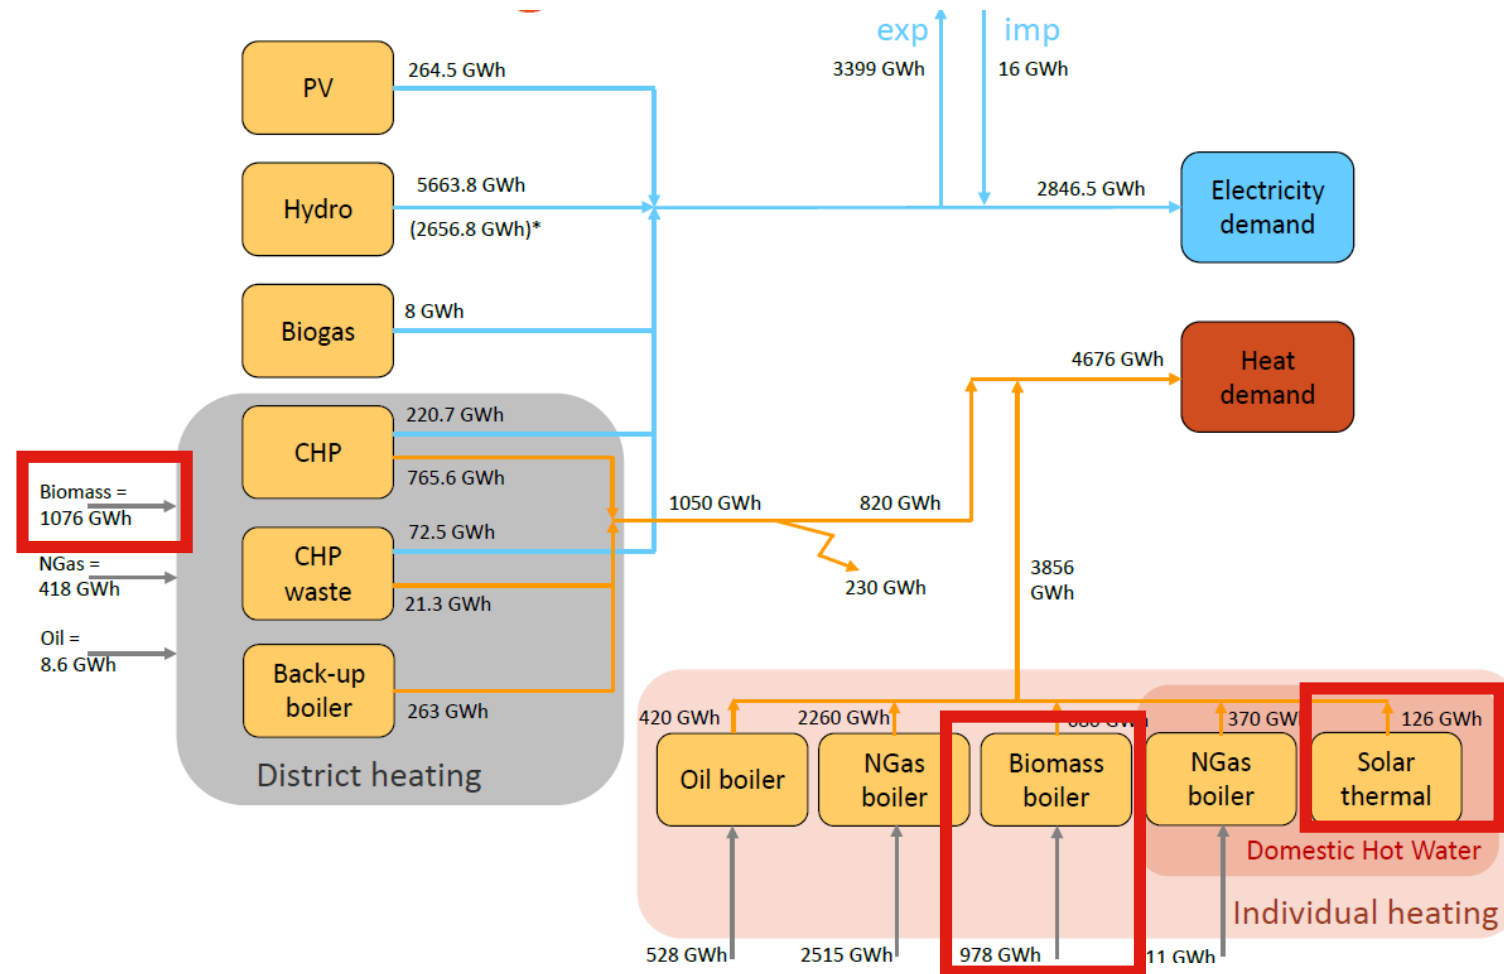 exp
imp
3399 GWh
16 GWh
PV
264.5 GWh
Hydro
5663.8 GWh
(2656.8 GWh)*
2846.5 GWh
Electricity
demand
Biogas
8 GWh
4676 GWh
Heat
demand
CHP
220.7 GWh
765.6 GWh
Biomass =
1076 GWh
NGas =
418 GWh
Oil =
8.6 GWh
CHP
waste
72.5 GWh
21.3 GWh
1050 GWh
820 GWh
230 GWh
3856
GWh
Back-up
boiler
263 GWh
District heating
420 GWh
2260 GWh
370 GWh
126 GWh
Oil boiler
NGas
boiler
Biomass
boiler
NGas
boiler
Solar
thermal
Domestic Hot Water
Individual heating
528 GWh
2515 GWh
978 GWh
11 GWh